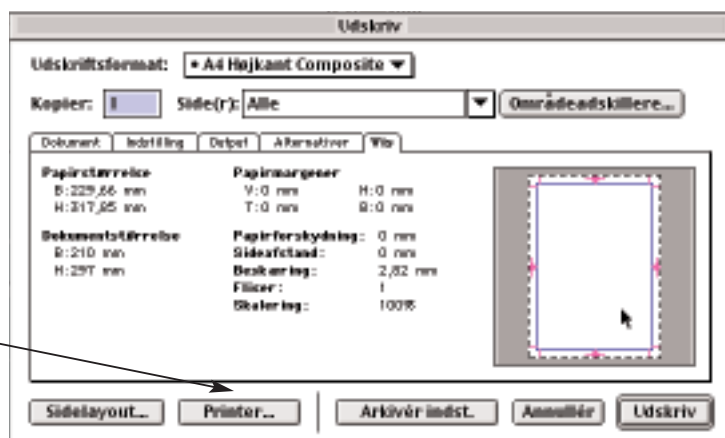 Udskriv
Udskriftsformat: • A4 Højkant Composite
Kopier: 1 Side(r): Alle Områdeadskillere...
Dokument Indstilling Output Alternativer Vis
Papirstørrelse
B:229,66 mm
H:317,85 mm
Dokumentstørrelse
B:210 mm
H:297 mm
Papirmargener
V:0 mm H:0 mm
T:0 mm B:0 mm
Papirforskydning: 0 mm
Sideafstand: 0 mm
Beskæring: 2,82 mm
Fliser: 1
Skalering: 100%
Sidelayout... Printer... Arkivér indst. Annullér Udskriv